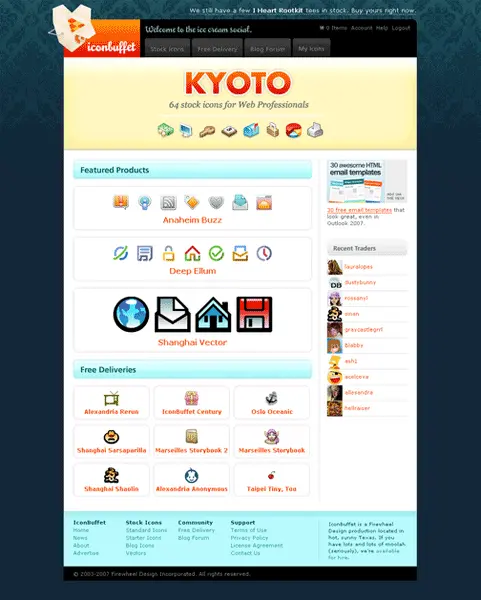 We still have a few I Heart Rootkit tees in stock. Buy yours right now.
iconbuffet
Welcome to the ice cream social.
0 Items Account Help Logout
Stock Icons Free Delivery Blog Forum My Icons
KYOTO
64 stock icons for Web Professionals
Featured Products
Anaheim Buzz
Deep Ellum
Shanghai Vector
30 awesome HTML
email templates
30 free email templates that
look great, even in
Outlook 2007.
Recent Traders
lauralopes
dustybunny
rossanyl
graycastlegrrl
blabby
ash1
alixandre
hellraiser
Free Deliveries
Alexandria Rerun Iconbuffet Century Oslo Oceanic
Shanghai Sarsaparilla Marseilles Storybook 2 Marseilles Storybook
Shanghai Shaolin Alexandria Anonymous Taipei Tiny, Too
IconBuffet Stock Icons Community Support
Home Standard Icons Free Delivery Terms of Use
News Starter Icons Blog Forum Privacy Policy
About Blog Icons License Agreement
Advertise Vectors Contact Us
IconBuffet is a Firewheel
Design production located in
hot, sunny Texas. If you
have lots and lots of moolah
(seriously), we're available
for hire.
© 2003-2007 Firewheel Design Incorporated. All rights reserved.